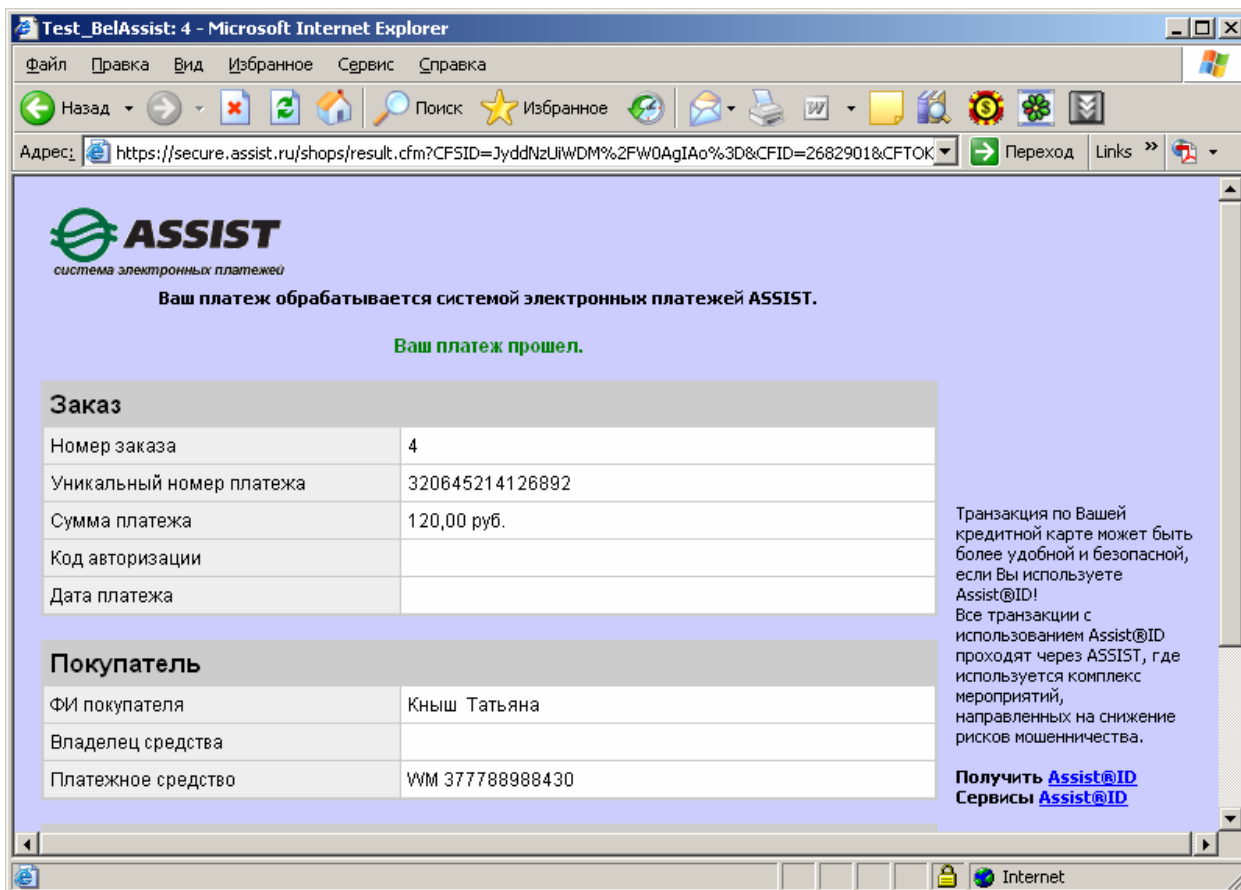 Test_BelAssist: 4 - Microsoft Internet Explorer
Файл Правка Вид Избранное Сервис Справка
Назад Поиск Избранное
Адрес: https://secure.assist.ru/shops/result.cfm?CFSID=JyddNzUiWDM%2FW0AgIAo%3D&CFID=2682901&CFTOK Переход Links »
ASSIST
система электронных платежей
Ваш платеж обрабатывается системой электронных платежей ASSIST.
Ваш платеж прошел.
Заказ
Номер заказа 4
Уникальный номер платежа 320645214126892
Сумма платежа 120,00 руб.
Код авторизации
Дата платежа
Покупатель
ФИ покупателя Кныш Татьяна
Владелец средства
Платежное средство WM 377788988430
Транзакция по Вашей
кредитной карте может быть
более удобной и безопасной,
если Вы используете
Assist®ID!
Все транзакции с
использованием Assist®ID
проходят через ASSIST, где
используется комплекс
мероприятий,
направленных на снижение
рисков мошенничества.
Получить Assist®ID
Сервисы Assist®ID
Internet